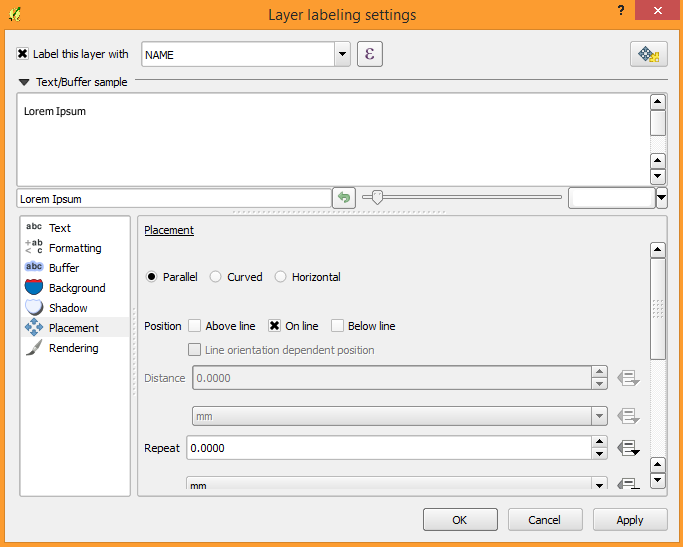 Layer labeling settings
?
Label this layer with NAME ε
Text/Buffer sample
Lorem Ipsum
Lorem Ipsum
abc Text
+ab < c Formatting
abc Buffer
Background
Shadow
Placement
Rendering
Placement
Parallel Curved Horizontal
Position Above line On line Below line
Line orientation dependent position
Distance 0.0000
mm
Repeat 0.0000
mm
OK Cancel Apply